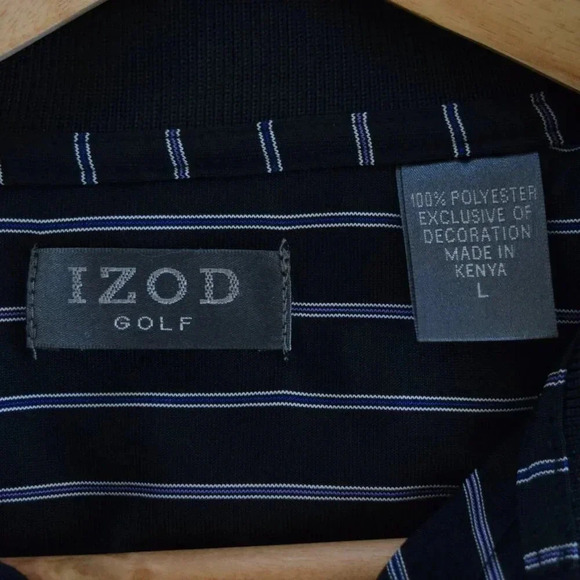 IZOD
GOLF
100% POLYESTER
EXCLUSIVE OF
DECORATION
MADE IN
KENYA
L